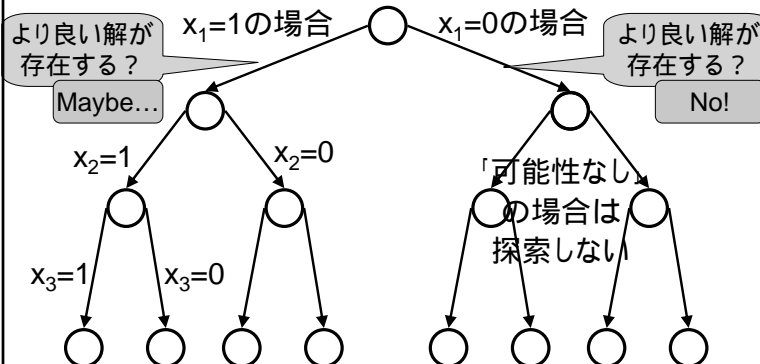 より良い解が
存在する？
Maybe…
x₁=1の場合
x₁=0の場合
より良い解が
存在する？
No!
x₂=1
x₂=0
「可能性なし」
の場合は
探索しない
x₃=1
x₃=0